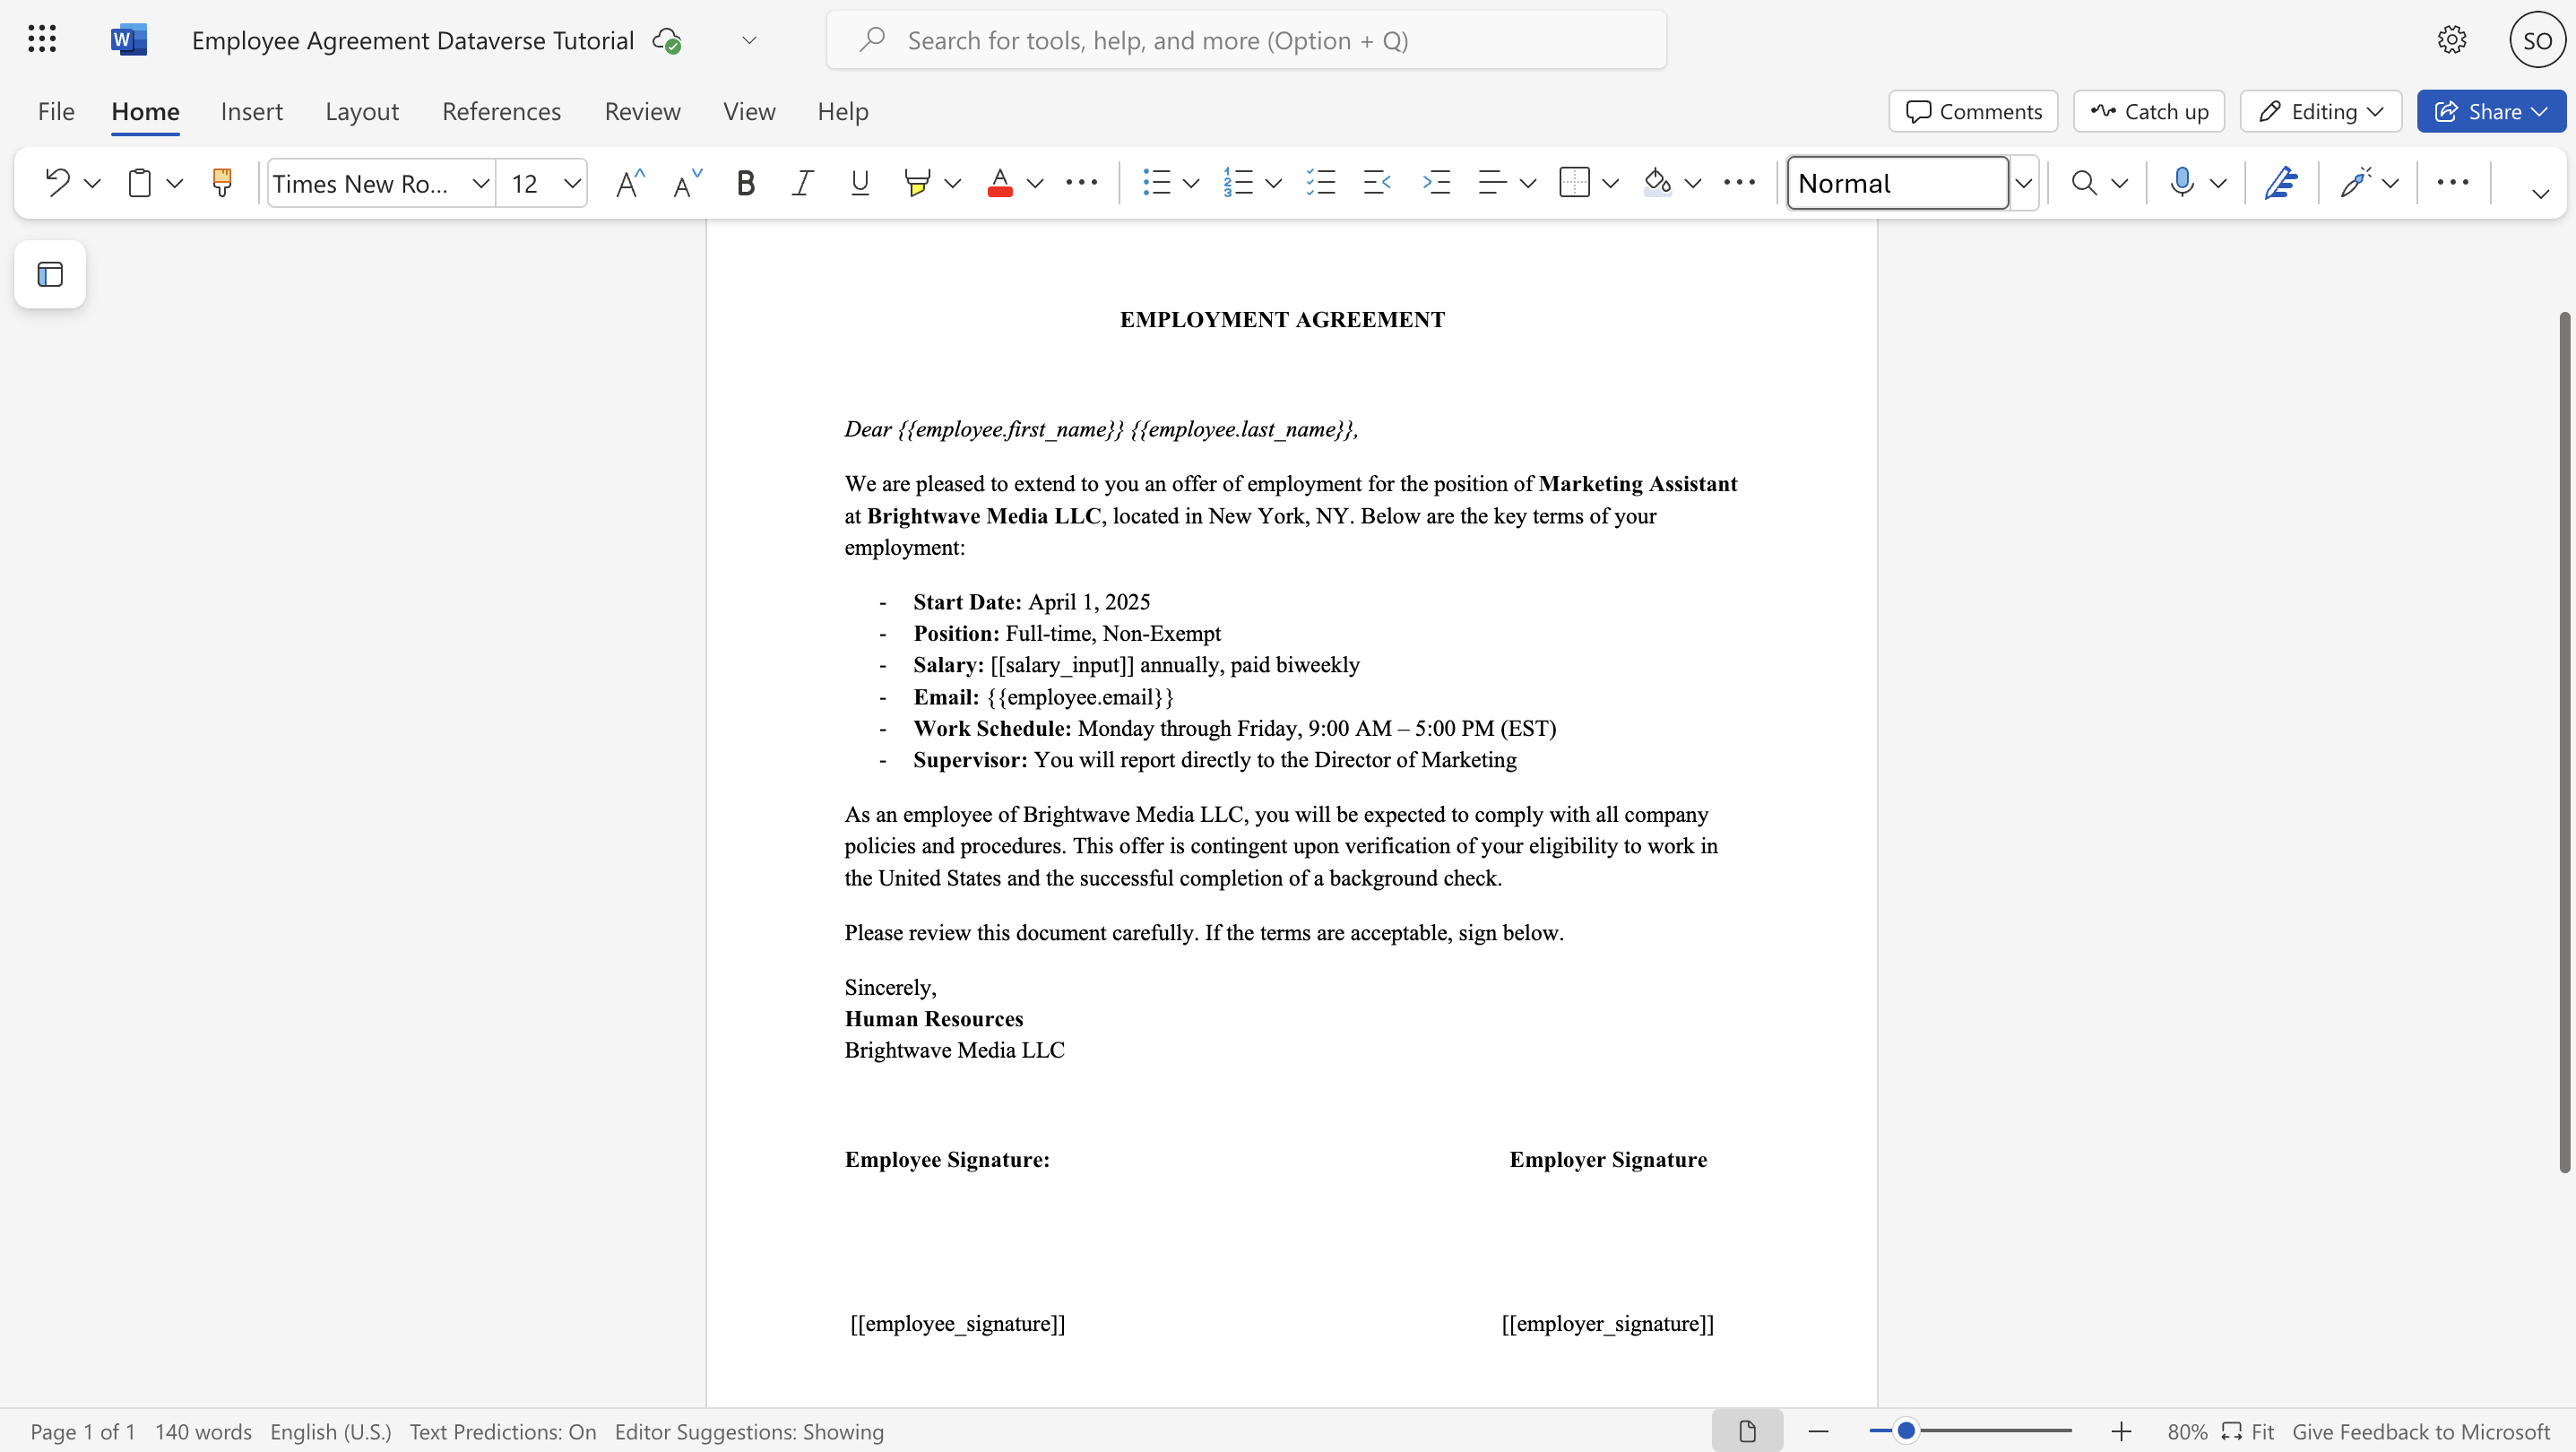 Employee Agreement Dataverse Tutorial
Search for tools, help, and more (Option + Q)
SO
File Home Insert Layout References Review View Help
Comments Catch up Editing Share
Times New Ro... 12 Normal
EMPLOYMENT AGREEMENT
Dear {{employee.first_name}} {{employee.last_name}},
We are pleased to extend to you an offer of employment for the position of Marketing Assistant
at Brightwave Media LLC, located in New York, NY. Below are the key terms of your
employment:
- Start Date: April 1, 2025
- Position: Full-time, Non-Exempt
- Salary: [[salary_input]] annually, paid biweekly
- Email: {{employee.email}}
- Work Schedule: Monday through Friday, 9:00 AM – 5:00 PM (EST)
- Supervisor: You will report directly to the Director of Marketing
As an employee of Brightwave Media LLC, you will be expected to comply with all company
policies and procedures. This offer is contingent upon verification of your eligibility to work in
the United States and the successful completion of a background check.
Please review this document carefully. If the terms are acceptable, sign below.
Sincerely,
Human Resources
Brightwave Media LLC
Employee Signature: Employer Signature
[[employee_signature]] [[employer_signature]]
Page 1 of 1 140 words English (U.S.) Text Predictions: On Editor Suggestions: Showing 80% Fit Give Feedback to Microsoft